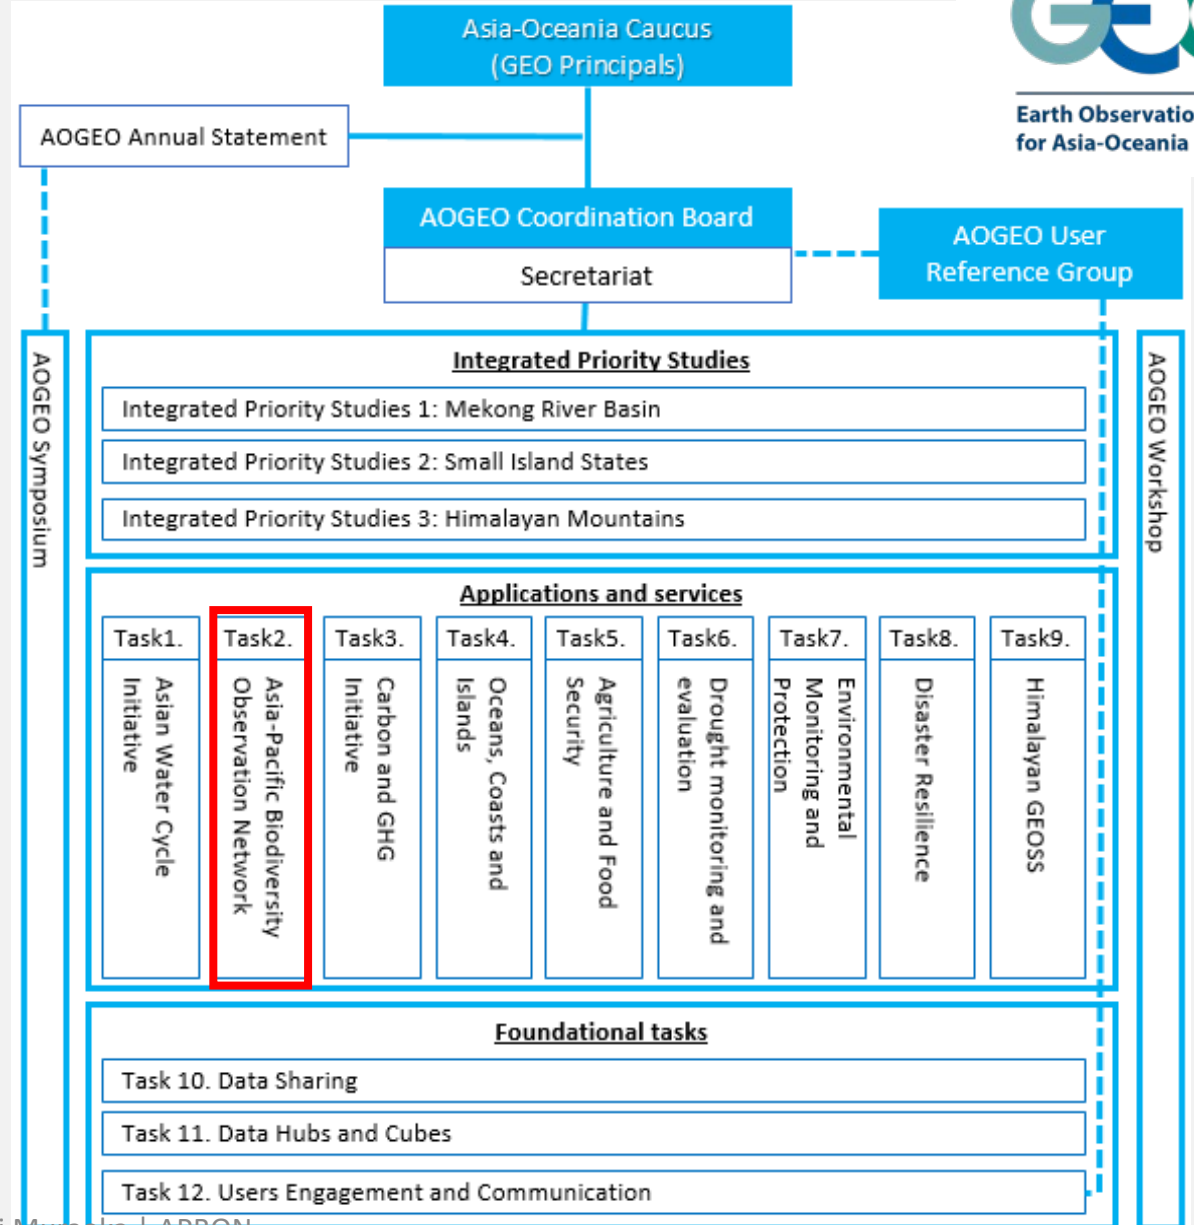 Asia-Oceania Caucus
(GEO Principals)
Earth Observatio
for Asia-Oceania
AOGEO Annual Statement
AOGEO Coordination Board
Secretariat
AOGEO User
Reference Group
AOGEO Symposium
AOGEO Workshop
Integrated Priority Studies
Integrated Priority Studies 1: Mekong River Basin
Integrated Priority Studies 2: Small Island States
Integrated Priority Studies 3: Himalayan Mountains
Applications and services
Task1.
Asian Water Cycle
Initiative
Task2.
Asia-Pacific Biodiversity
Observation Network
Task3.
Carbon and GHG
Initiative
Task4.
Oceans, Coasts and
Islands
Task5.
Agriculture and Food
Security
Task6.
Drought monitoring and
evaluation
Task7.
Environmental
Monitoring and
Protection
Task8.
Disaster Resilience
Task9.
Himalayan GEOSS
Foundational tasks
Task 10. Data Sharing
Task 11. Data Hubs and Cubes
Task 12. Users Engagement and Communication